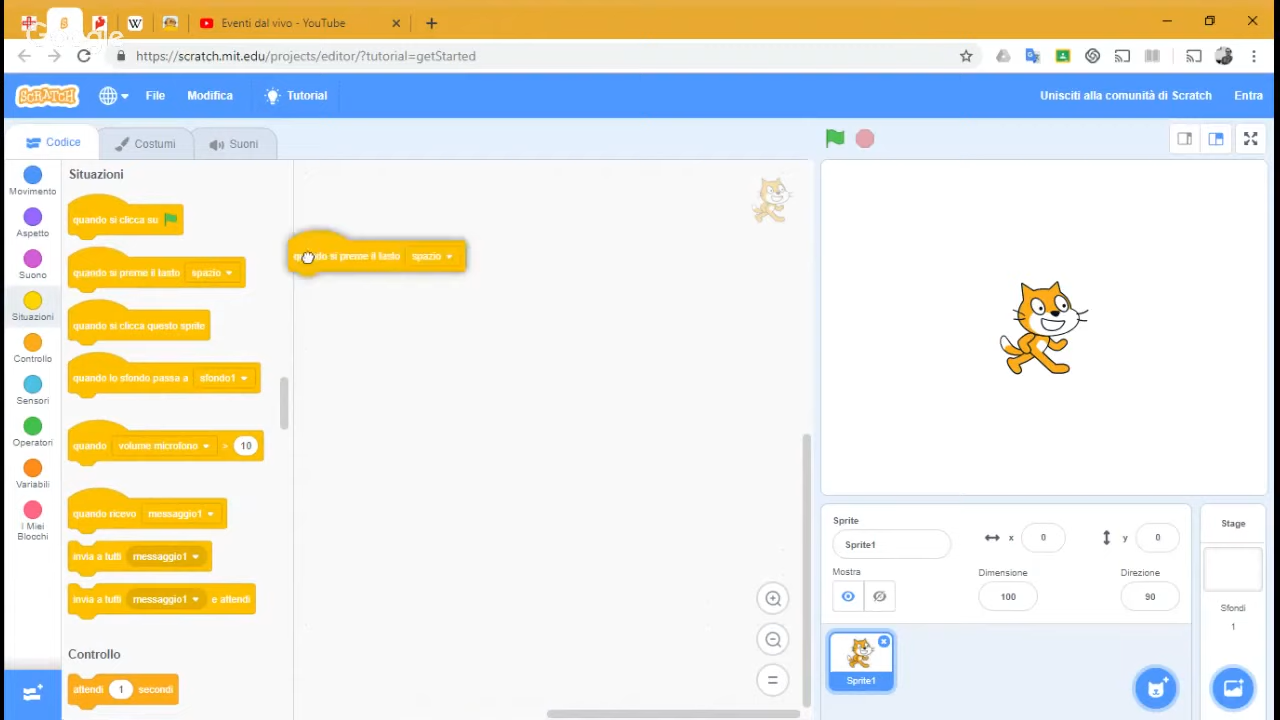 Google
Eventi dal vivo - YouTube
https://scratch.mit.edu/projects/editor/?tutorial=getStarted
SCRATCH
File
Modifica
Tutorial
Unisciti alla comunità di Scratch
Entra
Codice
Costumi
Suoni
Movimento
Aspetto
Suono
Situazioni
Controllo
Sensori
Operatori
Variabili
I Miei
Blocchi
Situazioni
quando si clicca su
quando si preme il tasto spazio
quando si clicca questo sprite
quando lo sfondo passa a sfondo1
quando volume microfono > 10
quando ricevo messaggio1
invia a tutti messaggio1
invia a tutti messaggio1 e attendi
Controllo
attendi 1 secondi
quando si preme il tasto spazio
Sprite
Sprite1
x 0
y 0
Mostra
Dimensione
100
Direzione
90
Sprite1
Stage
Sfondi
1